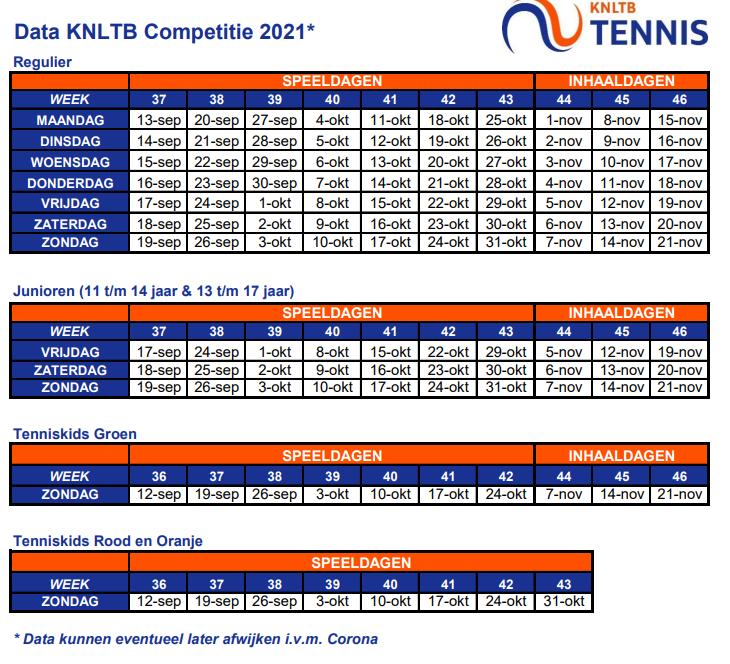 Data KNLTB Competitie 2021*
KNLTB
TENNIS
Regulier
SPEELDAGEN INHAALDAGEN
WEEK 37 38 39 40 41 42 43 44 45 46
MAANDAG 13-sep 20-sep 27-sep 4-okt 11-okt 18-okt 25-okt 1-nov 8-nov 15-nov
DINSDAG 14-sep 21-sep 28-sep 5-okt 12-okt 19-okt 26-okt 2-nov 9-nov 16-nov
WOENSDAG 15-sep 22-sep 29-sep 6-okt 13-okt 20-okt 27-okt 3-nov 10-nov 17-nov
DONDERDAG 16-sep 23-sep 30-sep 7-okt 14-okt 21-okt 28-okt 4-nov 11-nov 18-nov
VRIJDAG 17-sep 24-sep 1-okt 8-okt 15-okt 22-okt 29-okt 5-nov 12-nov 19-nov
ZATERDAG 18-sep 25-sep 2-okt 9-okt 16-okt 23-okt 30-okt 6-nov 13-nov 20-nov
ZONDAG 19-sep 26-sep 3-okt 10-okt 17-okt 24-okt 31-okt 7-nov 14-nov 21-nov
Junioren (11 t/m 14 jaar & 13 t/m 17 jaar)
SPEELDAGEN INHAALDAGEN
WEEK 37 38 39 40 41 42 43 44 45 46
VRIJDAG 17-sep 24-sep 1-okt 8-okt 15-okt 22-okt 29-okt 5-nov 12-nov 19-nov
ZATERDAG 18-sep 25-sep 2-okt 9-okt 16-okt 23-okt 30-okt 6-nov 13-nov 20-nov
ZONDAG 19-sep 26-sep 3-okt 10-okt 17-okt 24-okt 31-okt 7-nov 14-nov 21-nov
Tenniskids Groen
SPEELDAGEN INHAALDAGEN
WEEK 36 37 38 39 40 41 42 44 45 46
ZONDAG 12-sep 19-sep 26-sep 3-okt 10-okt 17-okt 24-okt 7-nov 14-nov 21-nov
Tenniskids Rood en Oranje
SPEELDAGEN
WEEK 36 37 38 39 40 41 42 43
ZONDAG 12-sep 19-sep 26-sep 3-okt 10-okt 17-okt 24-okt 31-okt
* Data kunnen eventueel later afwijken i.v.m. Corona